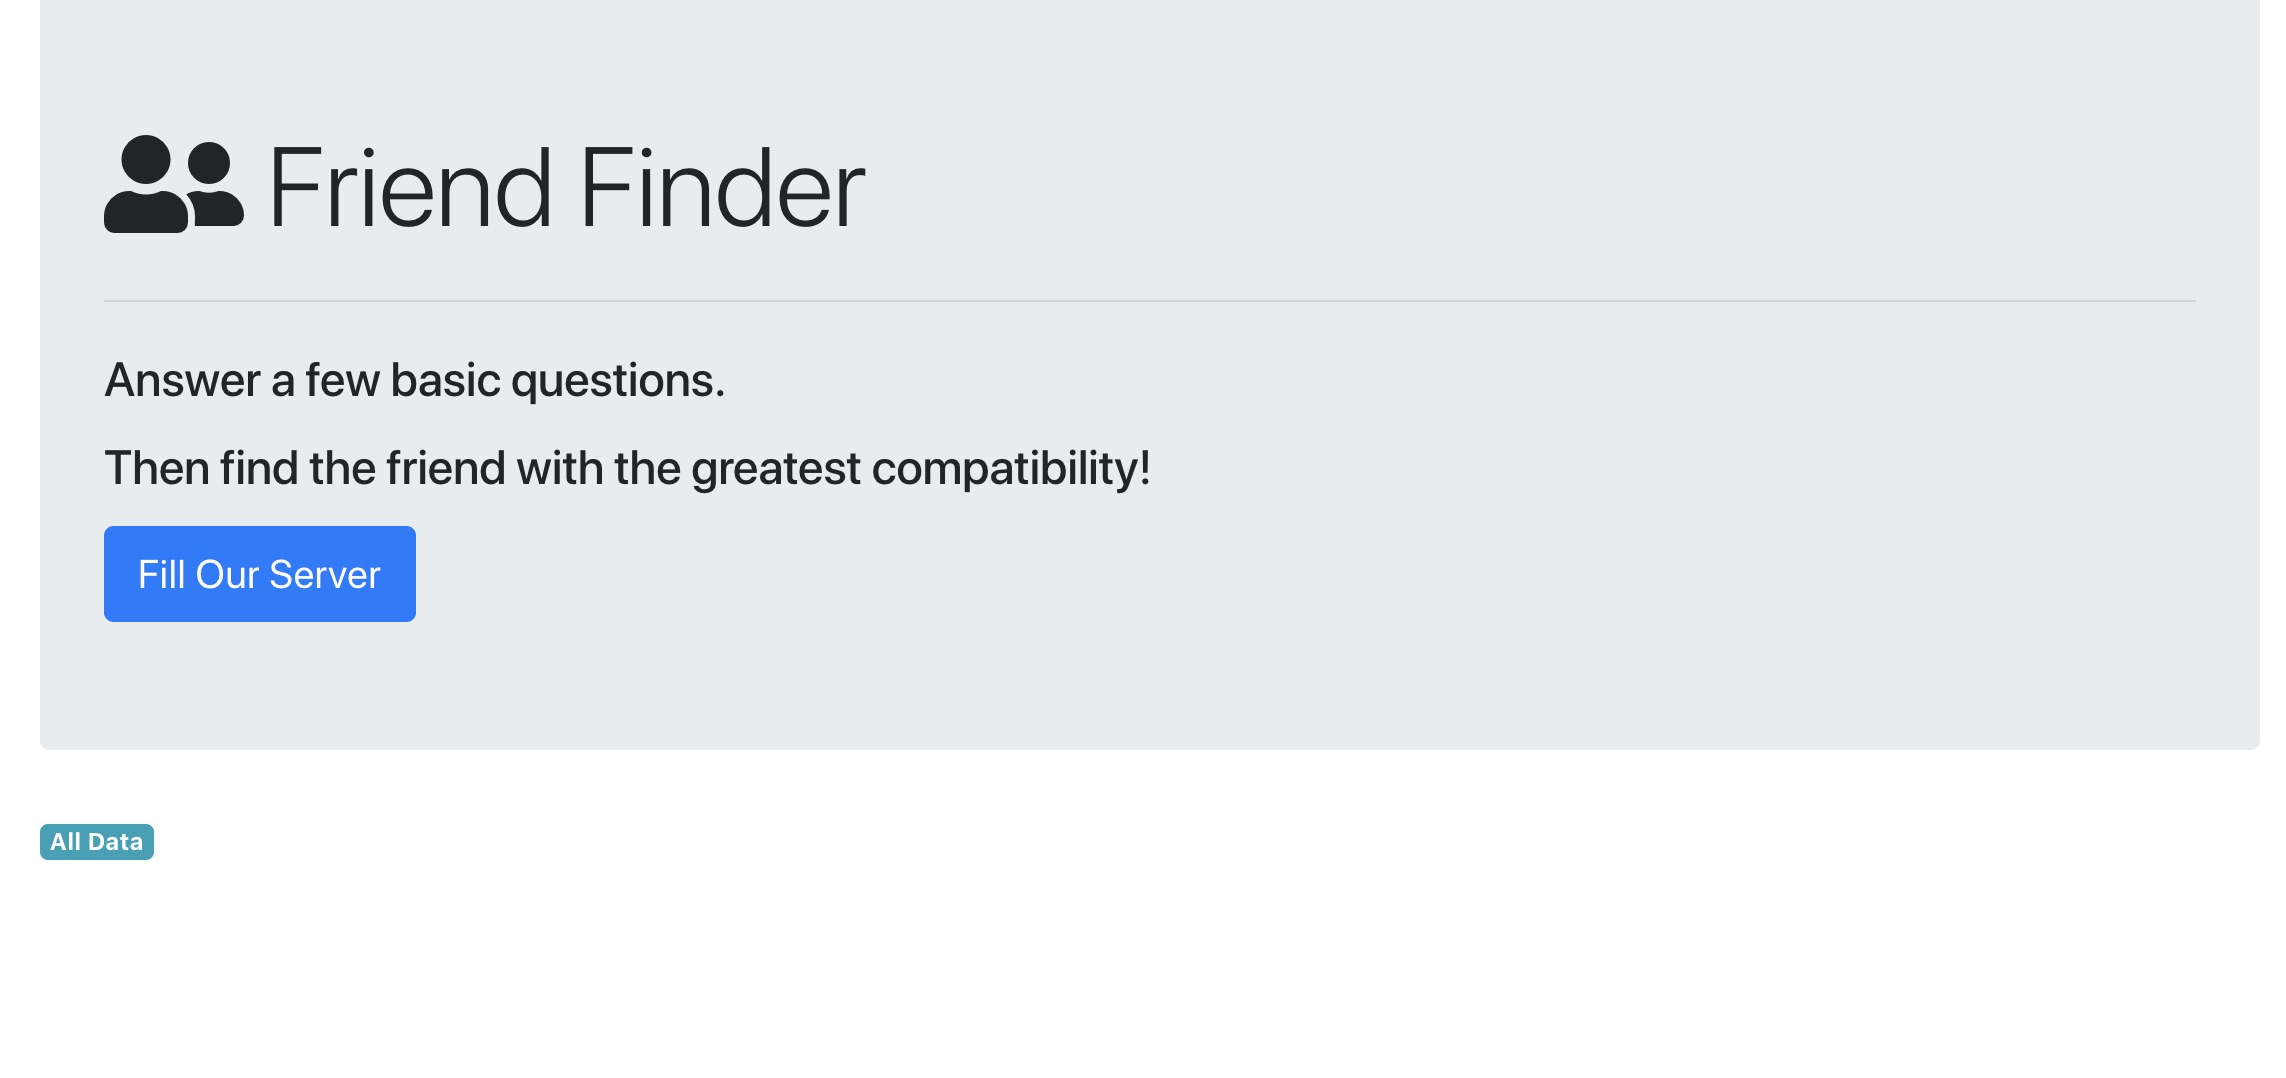 Friend Finder
Answer a few basic questions.
Then find the friend with the greatest compatibility!
Fill Our Server
All Data